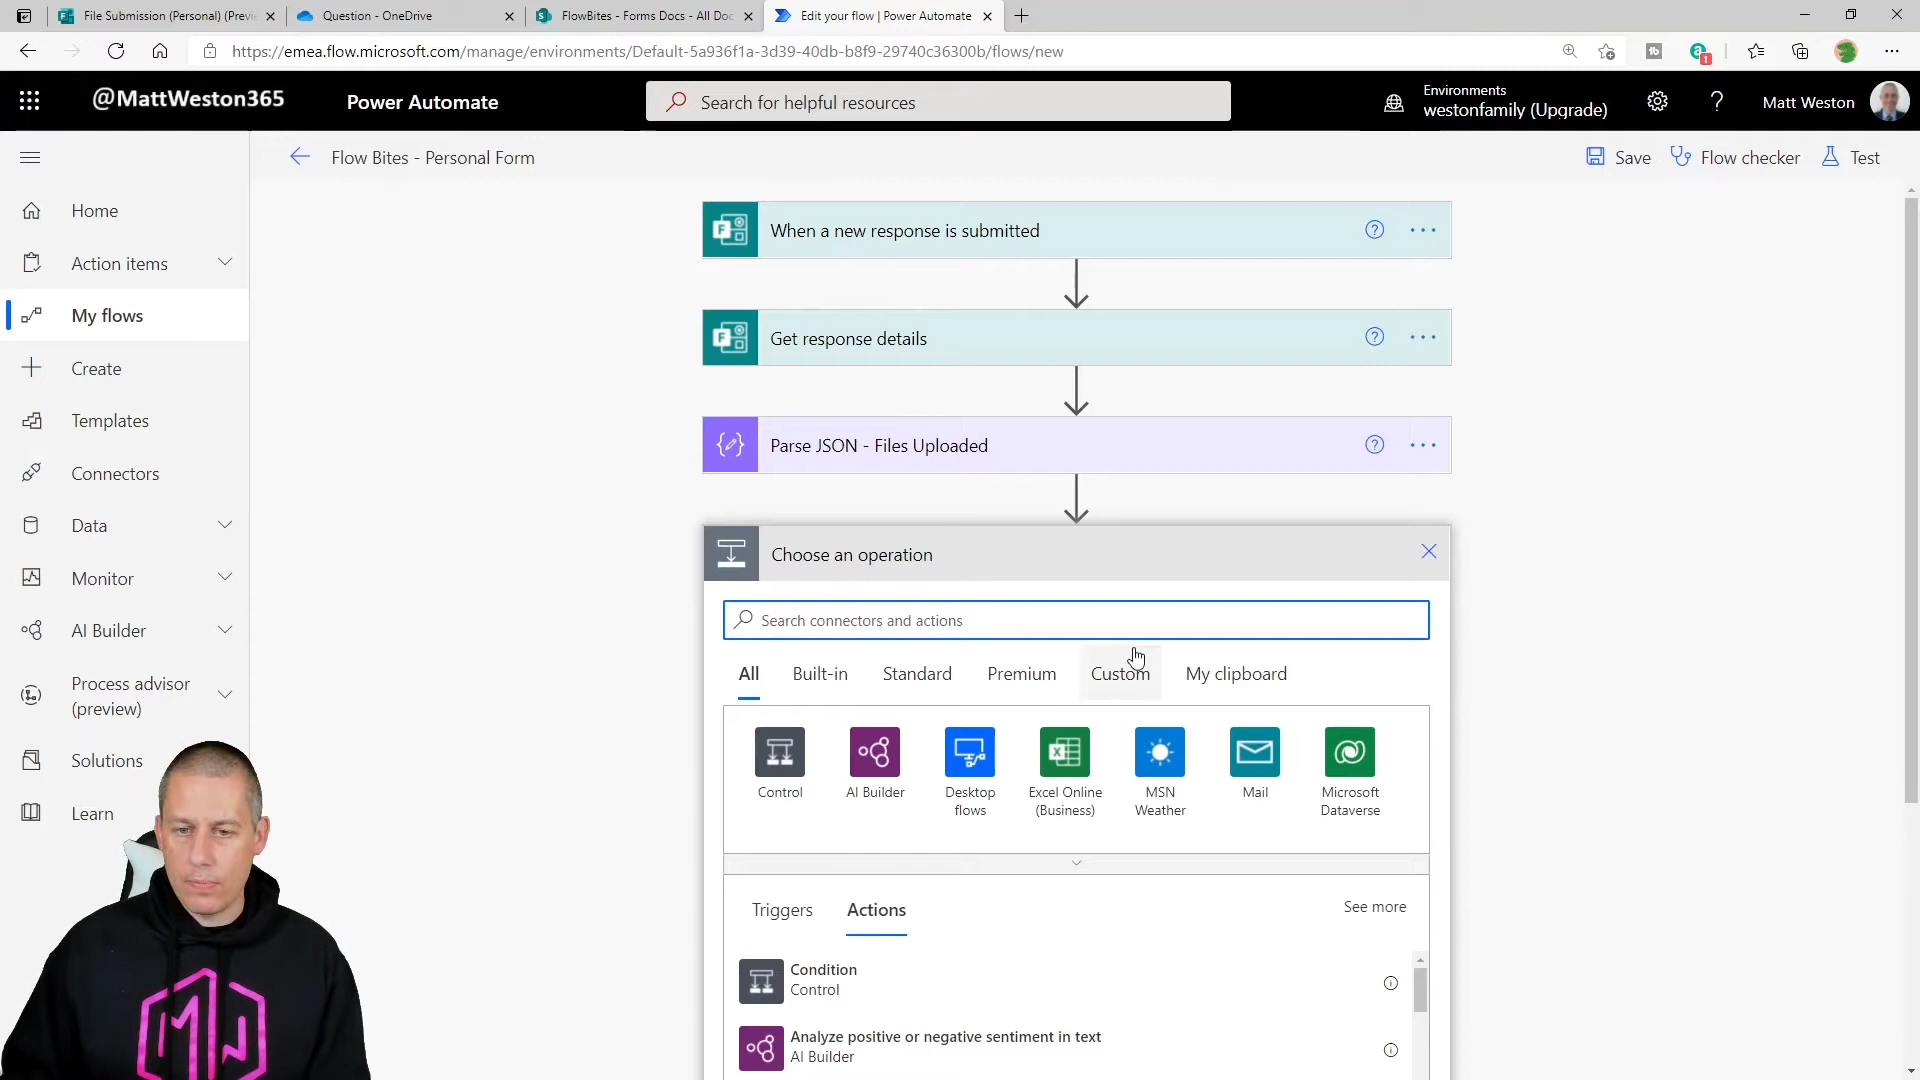 File Submission (Personal) (Previ
Question - OneDrive
FlowBites - Forms Docs - All Doc
Edit your flow | Power Automate
https://emea.flow.microsoft.com/manage/environments/Default-5a936f1a-3d39-40db-b8f9-29740c36300b/flows/new
@MattWeston365
Power Automate
Search for helpful resources
Environments
westonfamily (Upgrade)
Matt Weston
Flow Bites - Personal Form
Save
Flow checker
Test
Home
Action items
My flows
Create
Templates
Connectors
Data
Monitor
AI Builder
Process advisor
(preview)
Solutions
Learn
When a new response is submitted
Get response details
Parse JSON - Files Uploaded
Choose an operation
Search connectors and actions
All
Built-in
Standard
Premium
Custom
My clipboard
Control
AI Builder
Desktop
flows
Excel Online
(Business)
MSN
Weather
Mail
Microsoft
Dataverse
Triggers
Actions
See more
Condition
Control
Analyze positive or negative sentiment in text
AI Builder